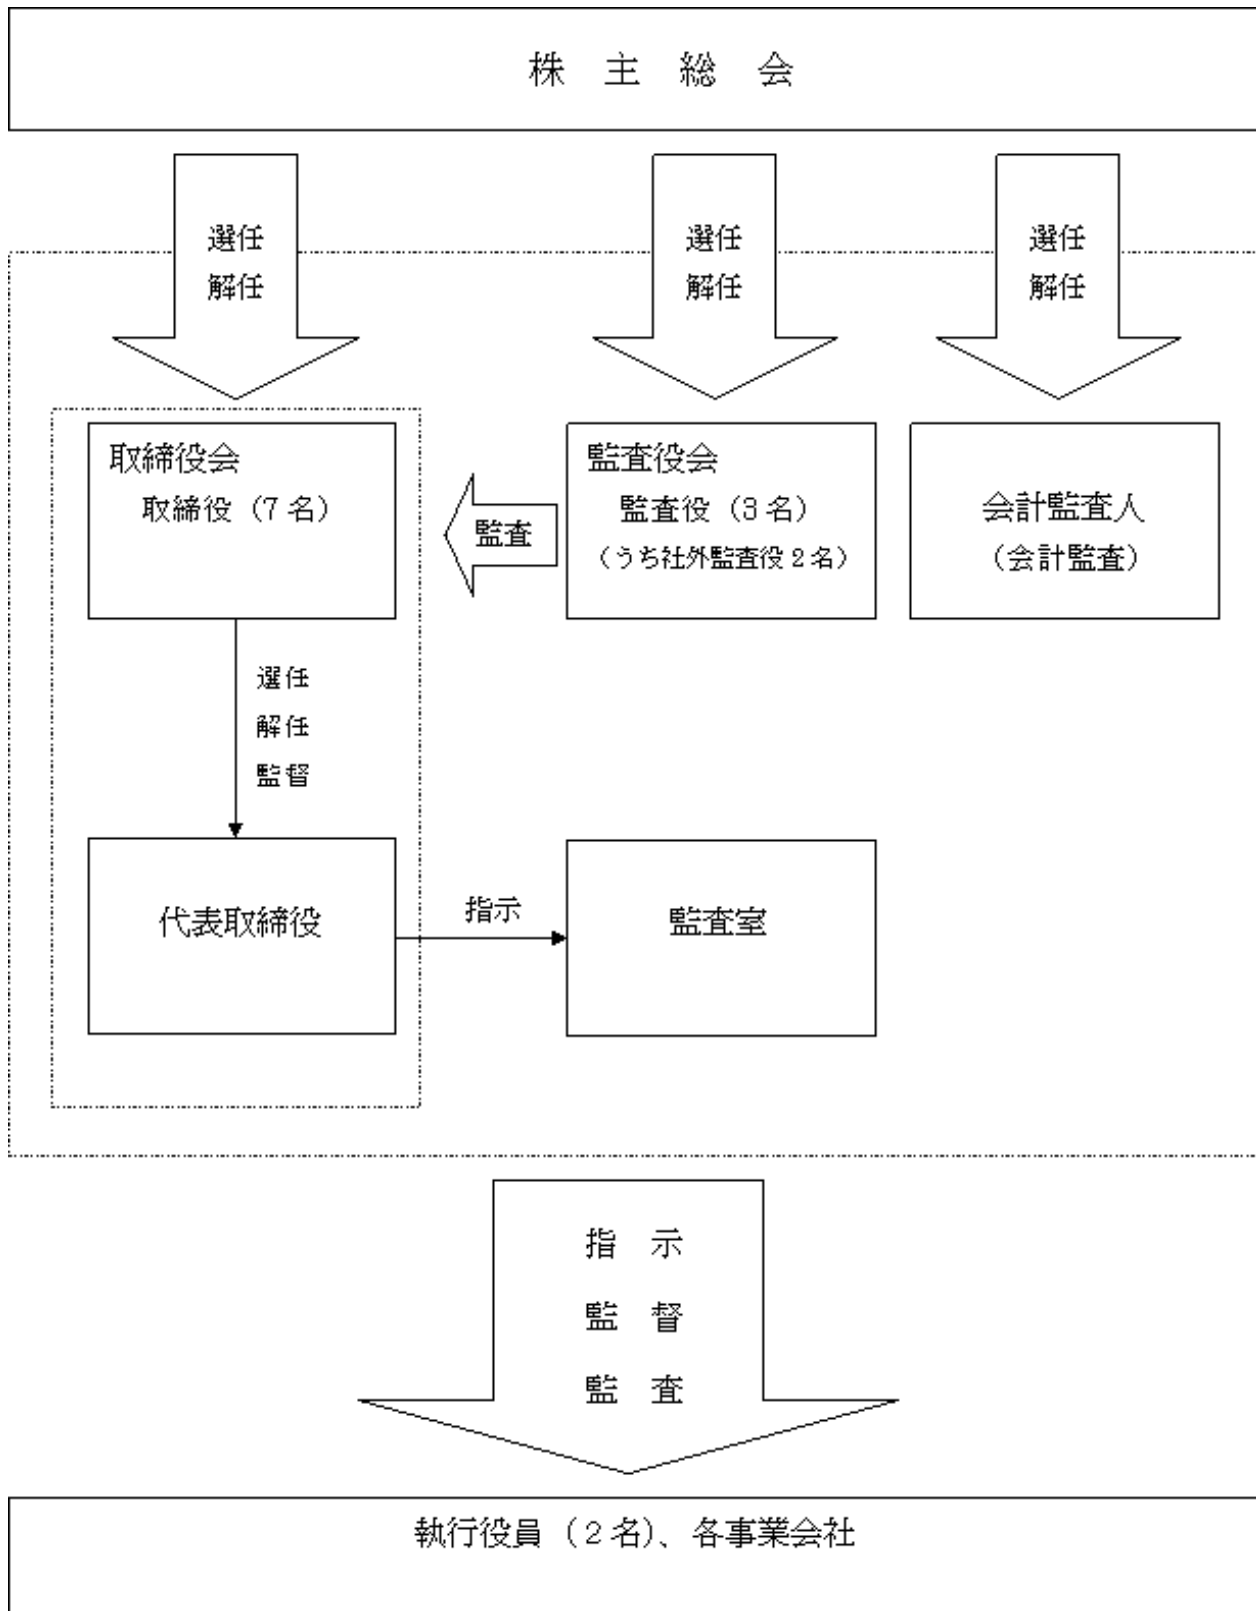 株 主 総 会
選任
解任
選任
解任
選任
解任
取締役会
取締役（7名）
監査
監査役会
監査役（3名）
（うち社外監査役2名）
会計監査人
（会計監査）
選任
解任
監督
代表取締役
指示
監査室
指 示
監 督
監 査
執行役員（2名）、各事業会社